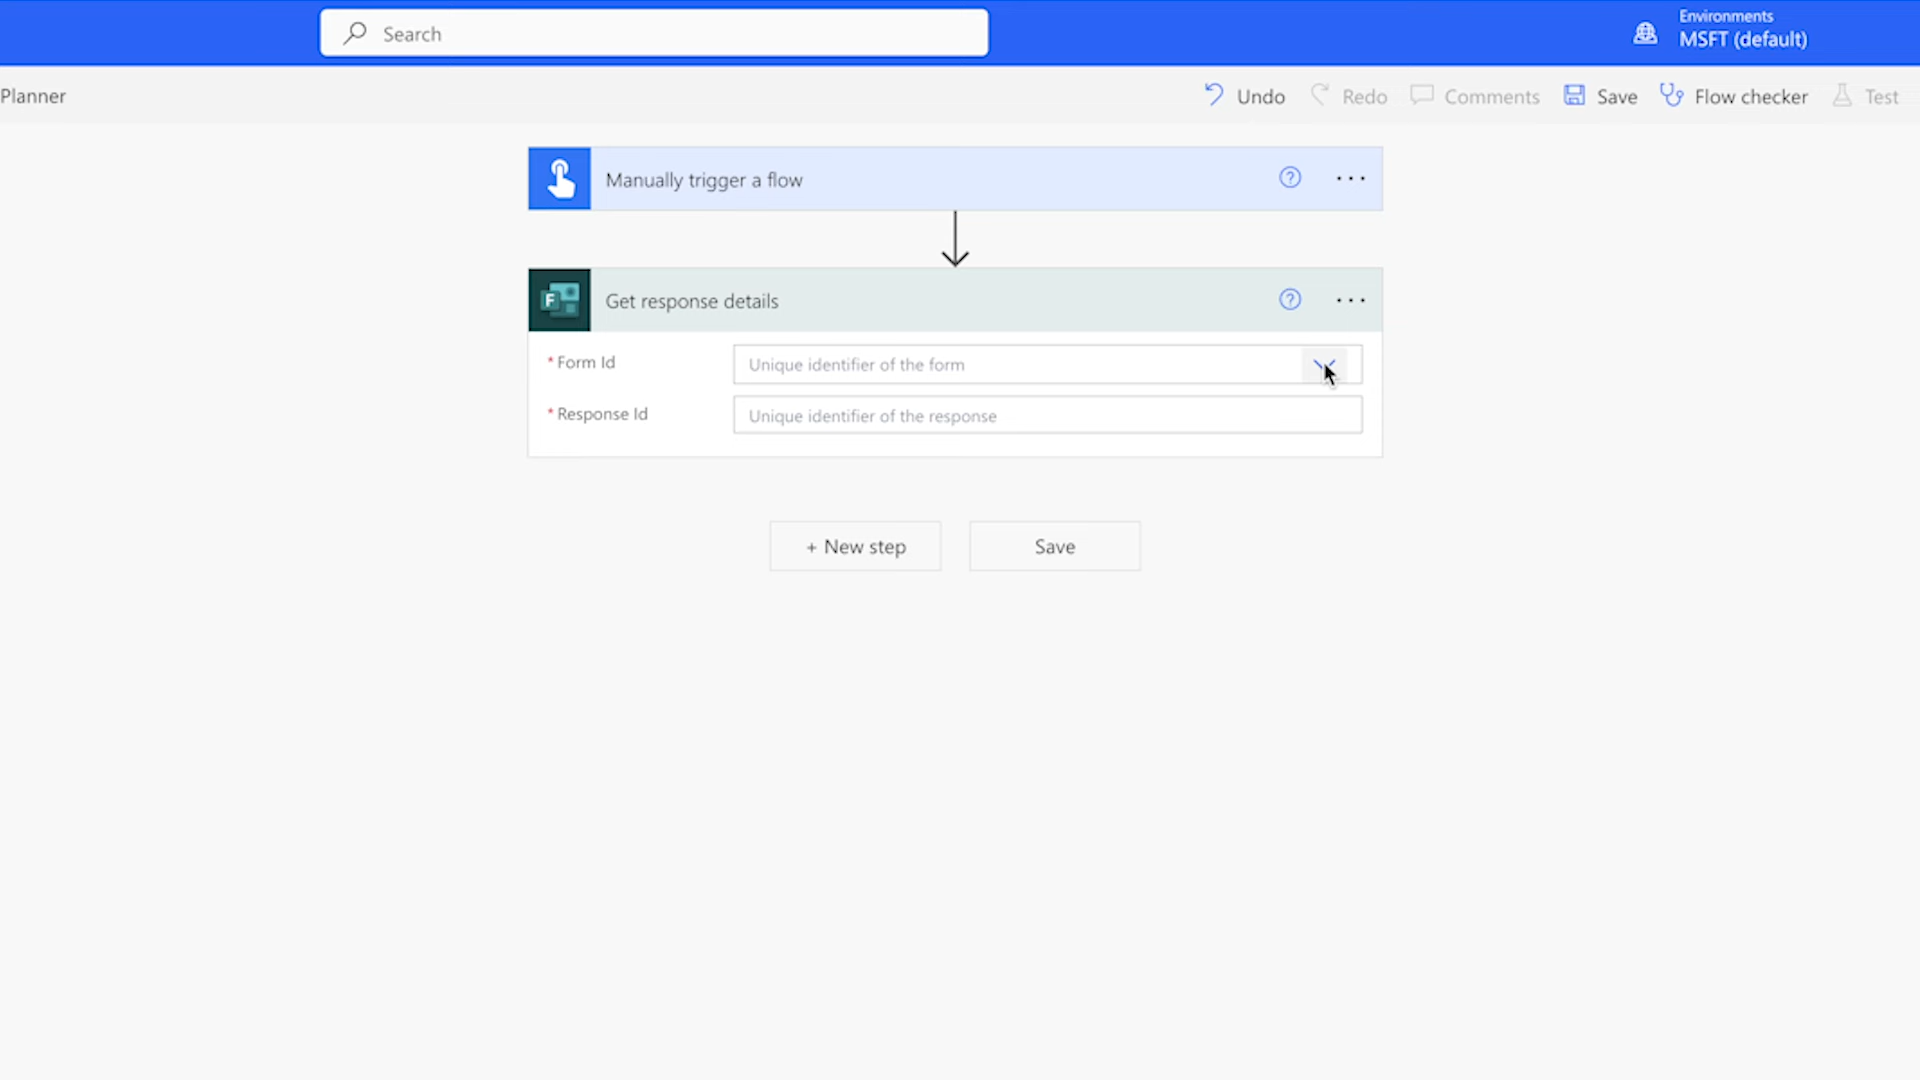 Search
Environments
MSFT (default)
Planner
Undo
Redo
Comments
Save
Flow checker
Test
Manually trigger a flow
?
F
Get response details
?
* Form Id
Unique identifier of the form
* Response Id
Unique identifier of the response
+ New step
Save